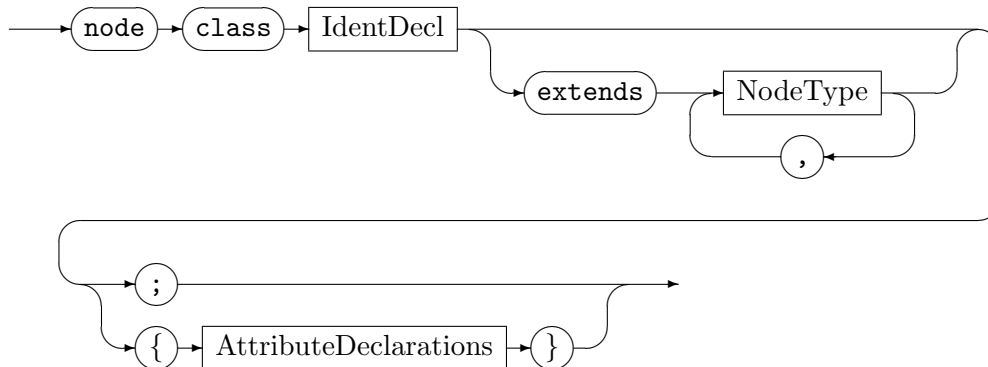 node class IdentDecl
extends NodeType
,
;
{ AttributeDeclarations }